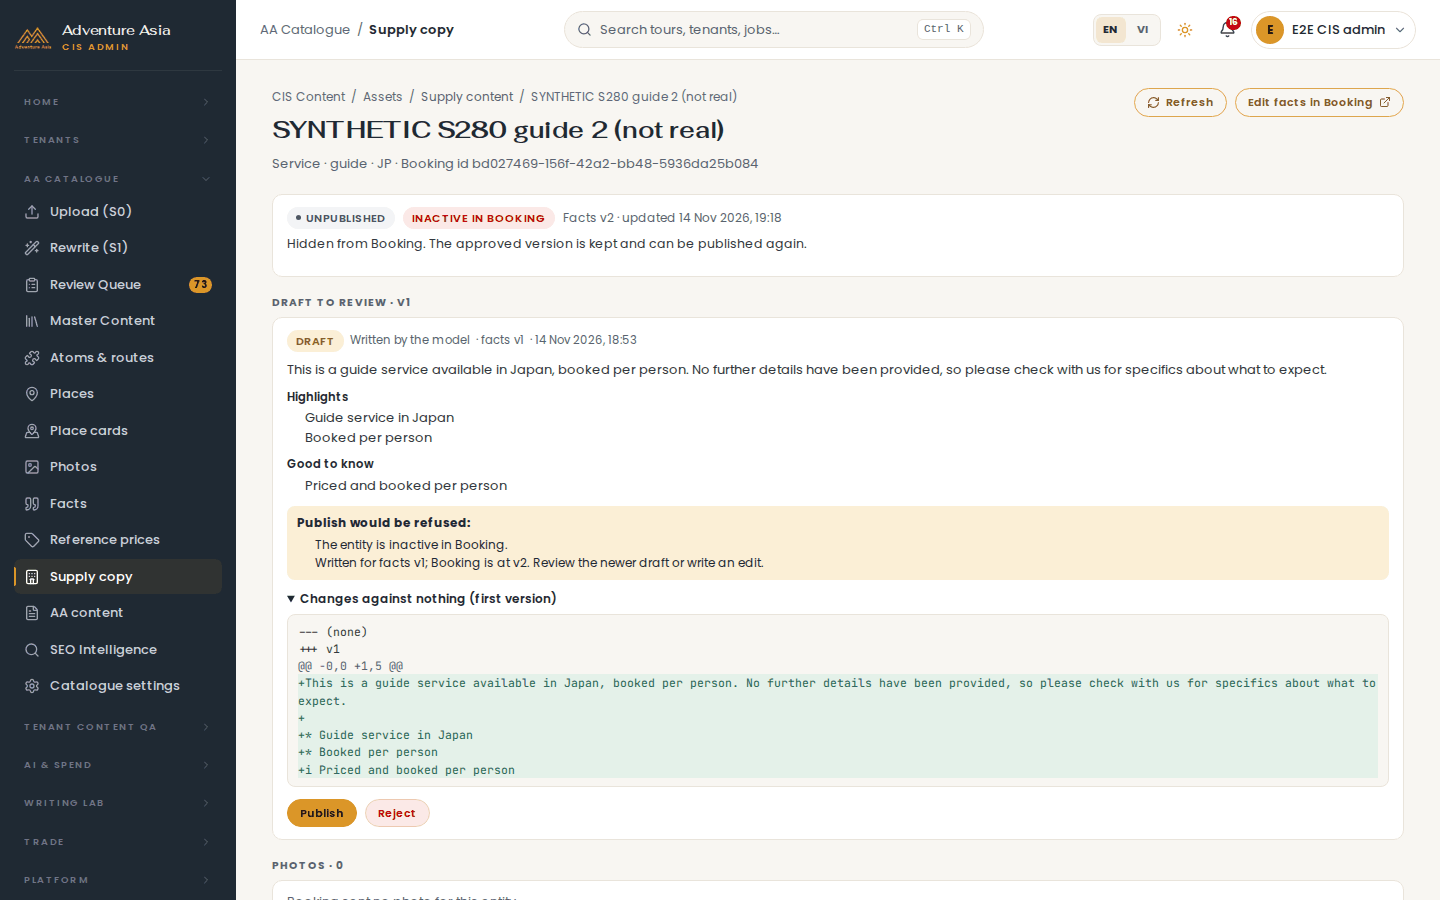 Adventure Asia
CIS ADMIN
Adventure Asia
HOME
TENANTS
AA CATALOGUE
Upload (S0)
Rewrite (S1)
Review Queue 73
Master Content
Atoms & routes
Places
Place cards
Photos
Facts
Reference prices
Supply copy
AA content
SEO Intelligence
Catalogue settings
TENANT CONTENT QA
AI & SPEND
WRITING LAB
TRADE
PLATFORM
AA Catalogue / Supply copy
Search tours, tenants, jobs... Ctrl K
EN VI
16
E E2E CIS admin
CIS Content / Assets / Supply content / SYNTHETIC S280 guide 2 (not real)
Refresh
Edit facts in Booking
SYNTHETIC S280 guide 2 (not real)
Service · guide · JP · Booking id bd027469-156f-42a2-bb48-5936da25b084
UNPUBLISHED INACTIVE IN BOOKING Facts v2 · updated 14 Nov 2026, 19:18
Hidden from Booking. The approved version is kept and can be published again.
DRAFT TO REVIEW · V1
DRAFT Written by the model · facts v1 · 14 Nov 2026, 18:53
This is a guide service available in Japan, booked per person. No further details have been provided, so please check with us for specifics about what to expect.
Highlights
Guide service in Japan
Booked per person
Good to know
Priced and booked per person
Publish would be refused:
The entity is inactive in Booking.
Written for facts v1; Booking is at v2. Review the newer draft or write an edit.
▼ Changes against nothing (first version)
--- (none)
+++ v1
@@ -0,0 +1,5 @@
+This is a guide service available in Japan, booked per person. No further details have been provided, so please check with us for specifics about what to
expect.
+
+* Guide service in Japan
+* Booked per person
+i Priced and booked per person
Publish Reject
PHOTOS · 0
Booking sent no photo for this entity.